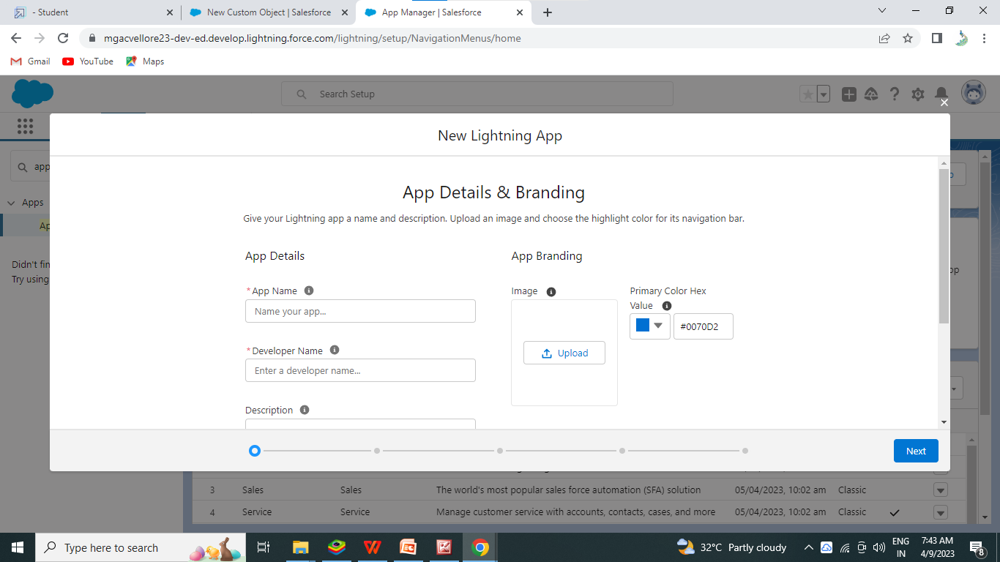 - Student
New Custom Object | Salesforce
App Manager | Salesforce
mgacvellore23-dev-ed.develop.lightning.force.com/lightning/setup/NavigationMenus/home
Gmail
YouTube
Maps
Search Setup
New Lightning App
app
Apps
Ap
Didn't fin
Try using
App Details & Branding
Give your Lightning app a name and description. Upload an image and choose the highlight color for its navigation bar.
App Details
App Branding
*App Name
Name your app...
*Developer Name
Enter a developer name...
Description
Image
Upload
Primary Color Hex
Value
#0070D2
op
Next
3 Sales Sales The world's most popular sales force automation (SFA) solution 05/04/2023, 10:02 am Classic
4 Service Service Manage customer service with accounts, contacts, cases, and more 05/04/2023, 10:02 am Classic
Type here to search
32°C Partly cloudy
ENG
IN
7:43 AM
4/9/2023
8